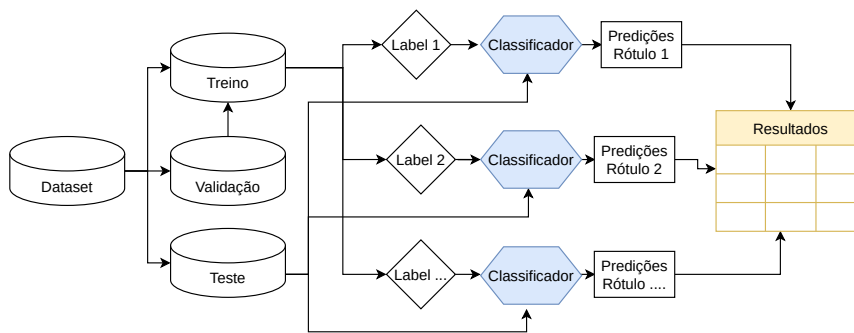 Dataset
Treino
Validação
Teste
Label 1
Classificador
Predições
Rótulo 1
Label 2
Classificador
Predições
Rótulo 2
Label ...
Classificador
Predições
Rótulo ....
Resultados